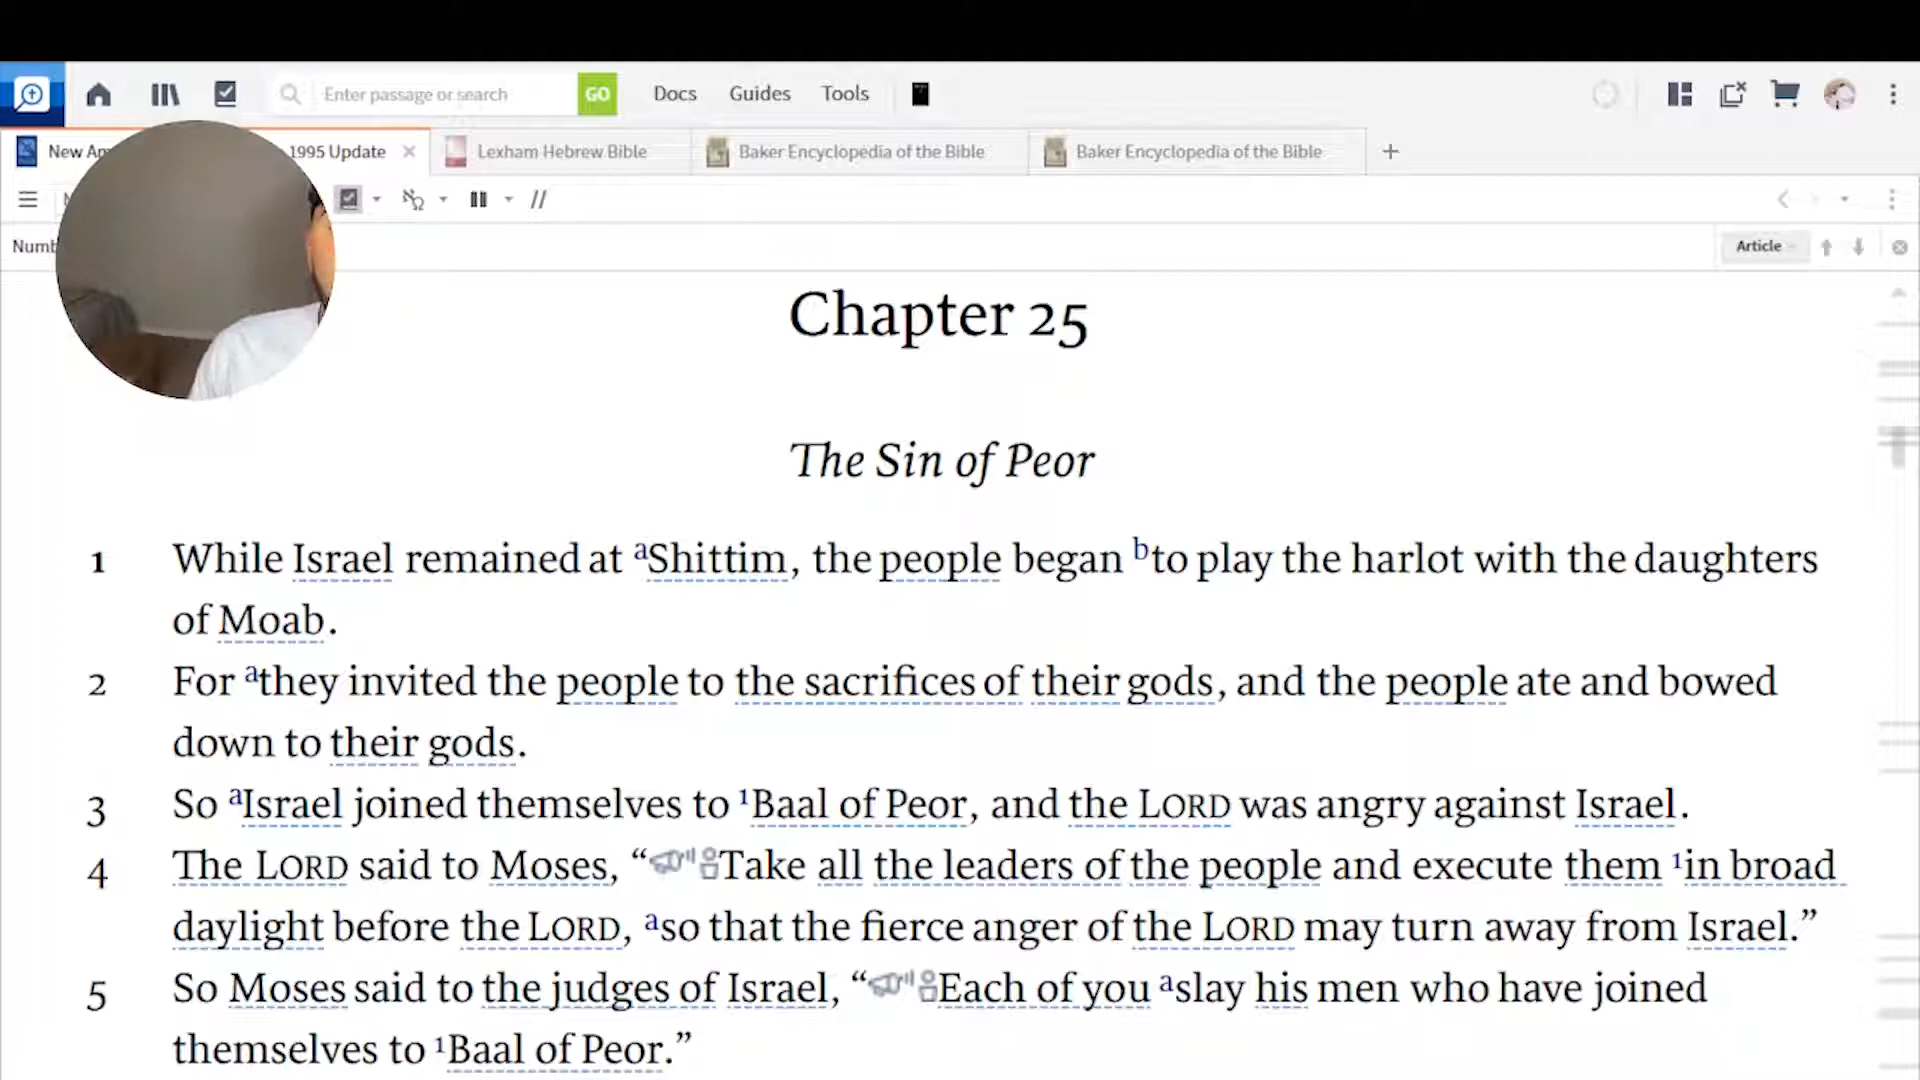 Enter passage or search GO Docs Guides Tools
New 1995 Update Lexham Hebrew Bible Baker Encyclopedia of the Bible Baker Encyclopedia of the Bible +
//
Numb Article
Chapter 25
The Sin of Peor
1 While Israel remained at aShittim, the people began bto play the harlot with the daughters
of Moab.
2 For athey invited the people to the sacrifices of their gods, and the people ate and bowed
down to their gods.
3 So aIsrael joined themselves to 1Baal of Peor, and the LORD was angry against Israel.
4 The LORD said to Moses, “Take all the leaders of the people and execute them 1in broad
daylight before the LORD, aso that the fierce anger of the LORD may turn away from Israel.”
5 So Moses said to the judges of Israel, “Each of you aslay his men who have joined
themselves to 1Baal of Peor.”